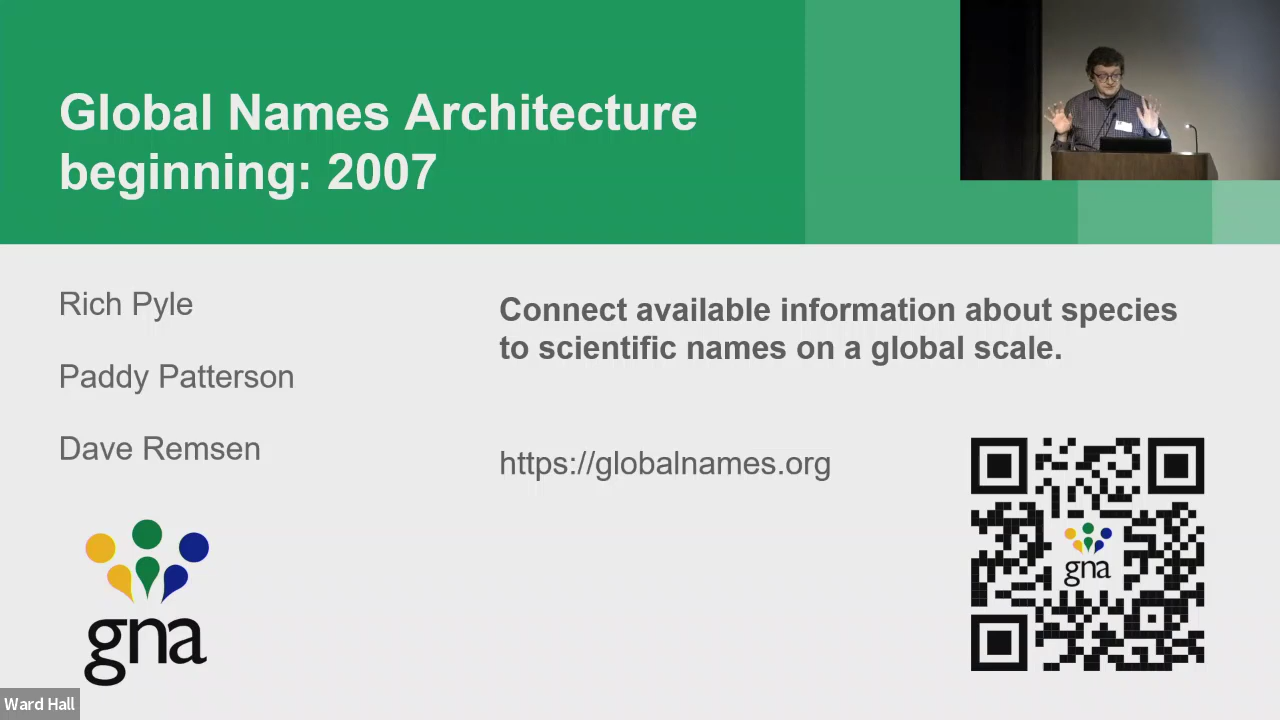 Global Names Architecture
beginning: 2007
Rich Pyle
Paddy Patterson
Dave Remsen
Connect available information about species
to scientific names on a global scale.
https://globalnames.org
gna
gna
Ward Hall